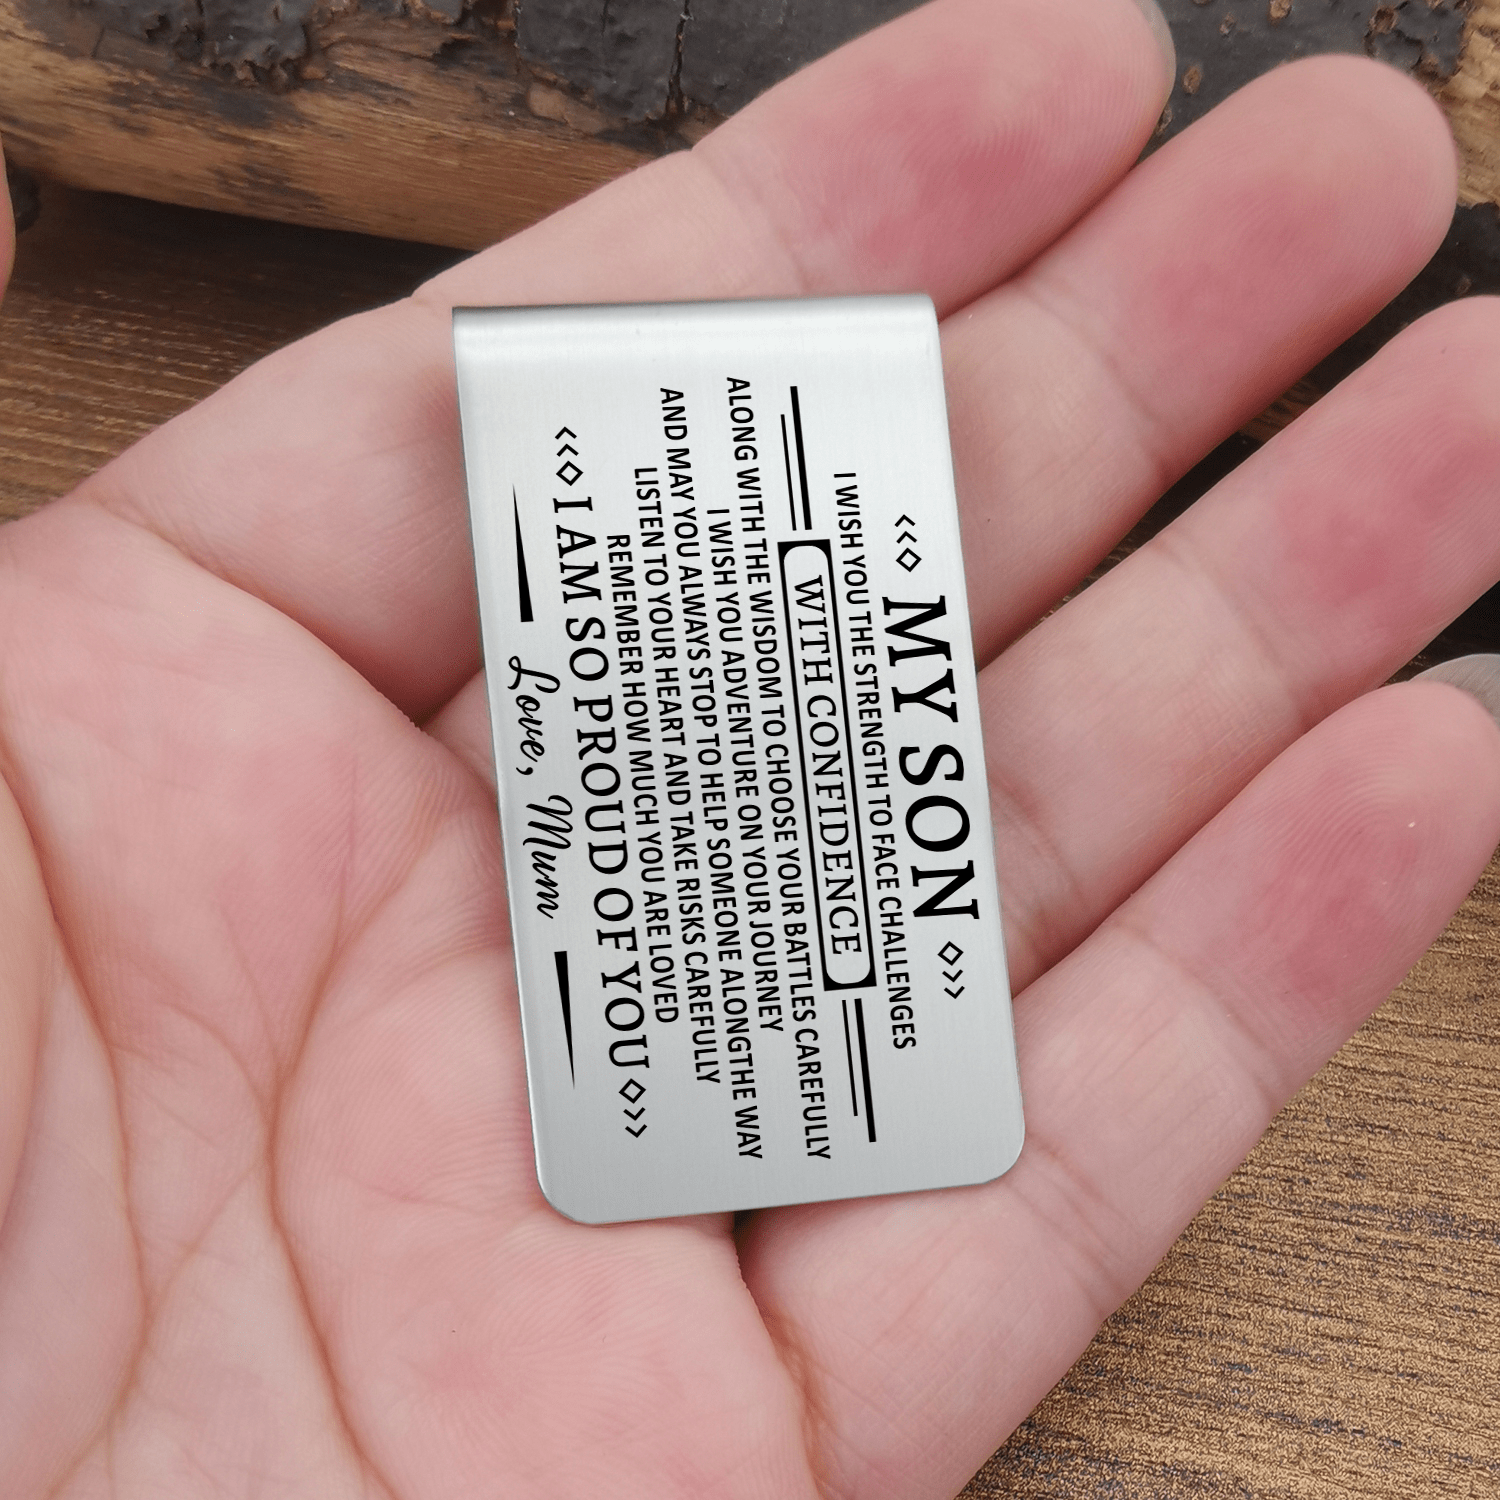 MY SON
I WISH YOU THE STRENGTH TO FACE CHALLENGES
WITH CONFIDENCE
ALONG WITH THE WISDOM TO CHOOSE YOUR BATTLES CAREFULLY
I WISH YOU ADVENTURE ON YOUR JOURNEY
AND MAY YOU ALWAYS STOP TO HELP SOMEONE ALONGTHE WAY
LISTEN TO YOUR HEART AND TAKE RISKS CAREFULLY
REMEMBER HOW MUCH YOU ARE LOVED
I AM SO PROUD OF YOU
Love, Mum